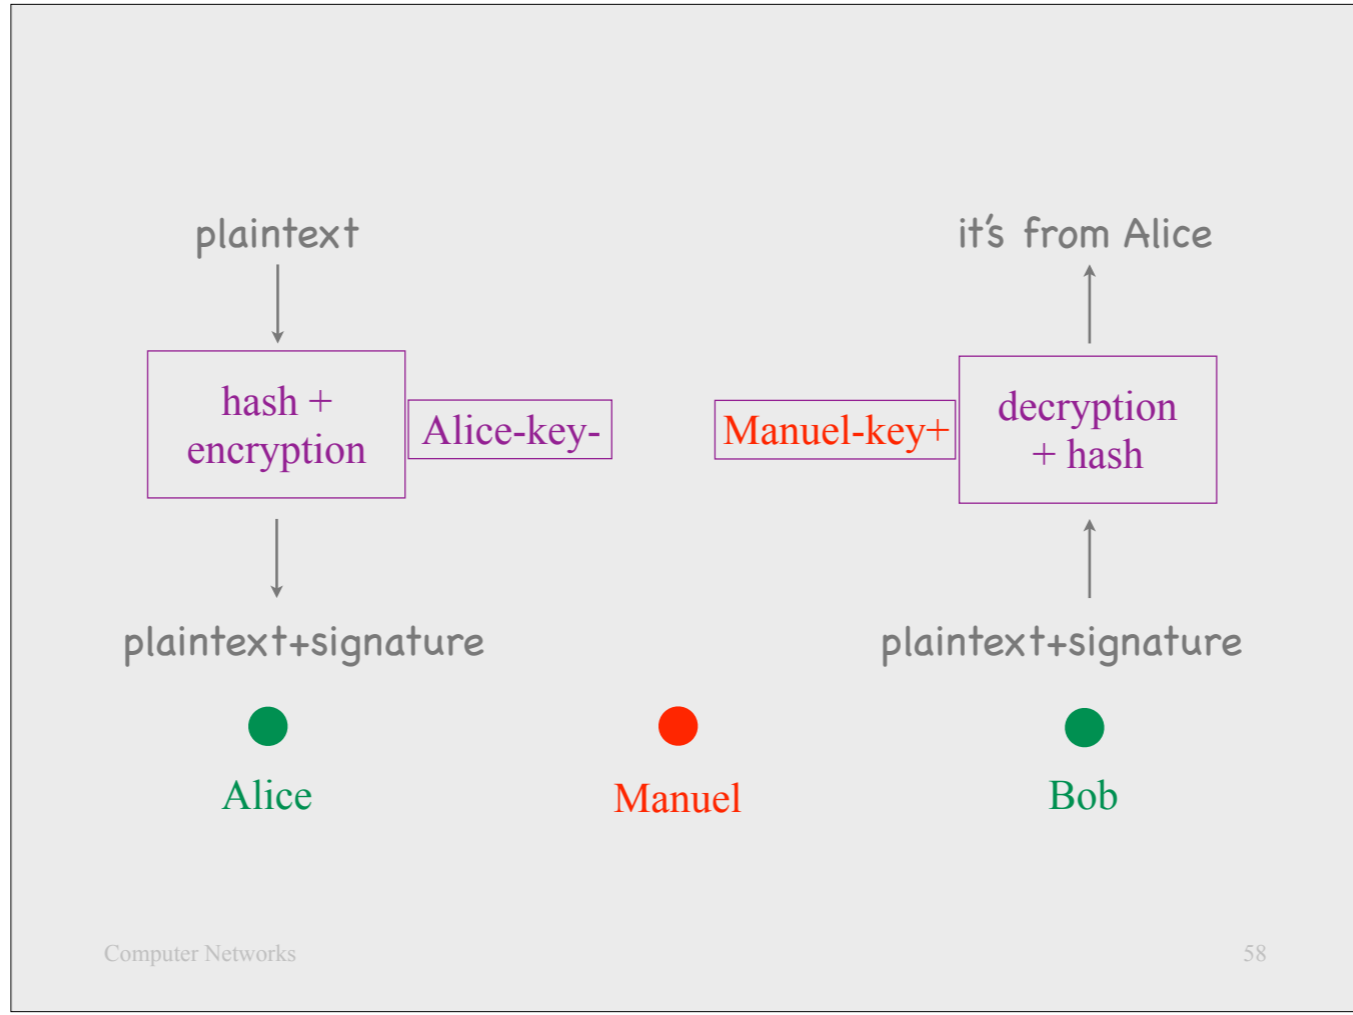 plaintext
it's from Alice
hash +
encryption
Alice-key-
Manuel-key+
decryption
+ hash
plaintext+signature
plaintext+signature
Alice
Manuel
Bob
Computer Networks
58